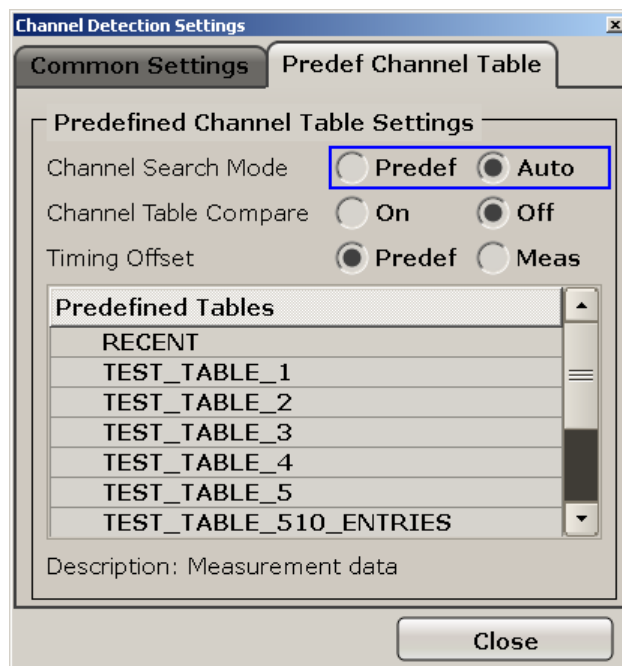 Channel Detection Settings
Common Settings Predef Channel Table
Predefined Channel Table Settings
Channel Search Mode Predef Auto
Channel Table Compare On Off
Timing Offset Predef Meas
Predefined Tables
RECENT
TEST_TABLE_1
TEST_TABLE_2
TEST_TABLE_3
TEST_TABLE_4
TEST_TABLE_5
TEST_TABLE_510_ENTRIES
Description: Measurement data
Close